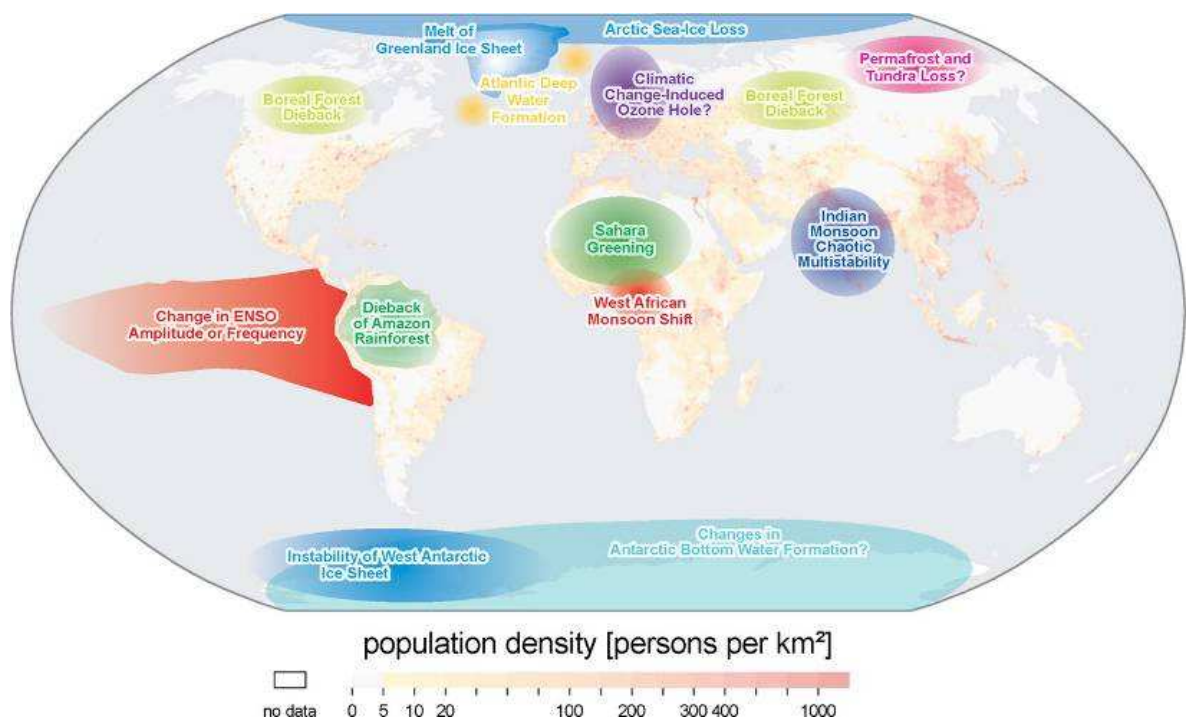 Melt of
Greenland Ice Sheet
Arctic Sea-Ice Loss
Permafrost and
Tundra Loss?
Atlantic Deep
Water
Formation
Climatic
Change-Induced
Ozone Hole?
Boreal Forest
Dieback
Boreal Forest
Dieback
Sahara
Greening
Indian
Monsoon
Chaotic
Multistability
West African
Monsoon Shift
Change in ENSO
Amplitude or Frequency
Dieback
of Amazon
Rainforest
Instability of West Antarctic
Ice Sheet
Changes in
Antarctic Bottom Water Formation?
population density [persons per km²]
no data 0 5 10 20 100 200 300 400 1000